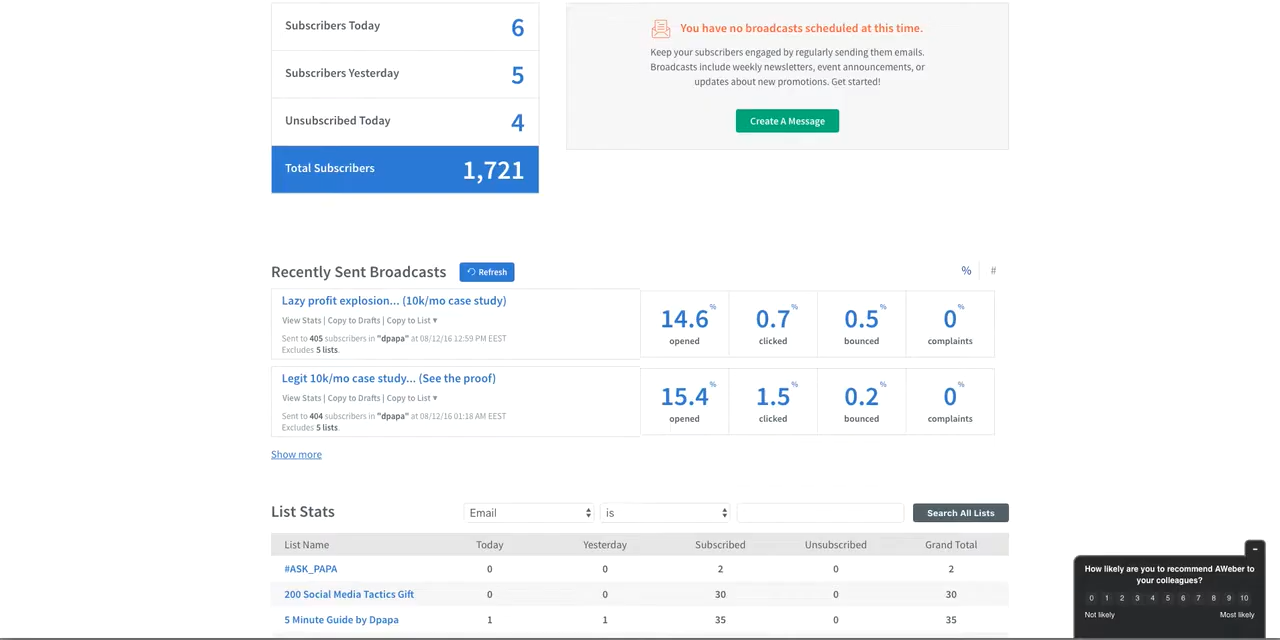 Subscribers Today 6
Subscribers Yesterday 5
Unsubscribed Today 4
Total Subscribers 1,721
You have no broadcasts scheduled at this time.
Keep your subscribers engaged by regularly sending them emails.
Broadcasts include weekly newsletters, event announcements, or
updates about new promotions. Get started!
Create A Message
Recently Sent Broadcasts Refresh % #
Lazy profit explosion... (10k/mo case study)
View Stats | Copy to Drafts | Copy to List ▾
Sent to 405 subscribers in "dpapa" at 08/12/16 12:59 PM EEST
Excludes 5 lists.
14.6% 0.7% 0.5% 0%
opened clicked bounced complaints
Legit 10k/mo case study... (See the proof)
View Stats | Copy to Drafts | Copy to List ▾
Sent to 404 subscribers in "dpapa" at 08/12/16 01:18 AM EEST
Excludes 5 lists.
15.4% 1.5% 0.2% 0%
opened clicked bounced complaints
Show more
List Stats Email is Search All Lists
List Name Today Yesterday Subscribed Unsubscribed Grand Total
#ASK_PAPA 0 0 2 0 2
200 Social Media Tactics Gift 0 0 30 0 30
5 Minute Guide by Dpapa 1 1 35 0 35
How likely are you to recommend AWeber to
your colleagues?
0 1 2 3 4 5 6 7 8 9 10
Not likely Most likely